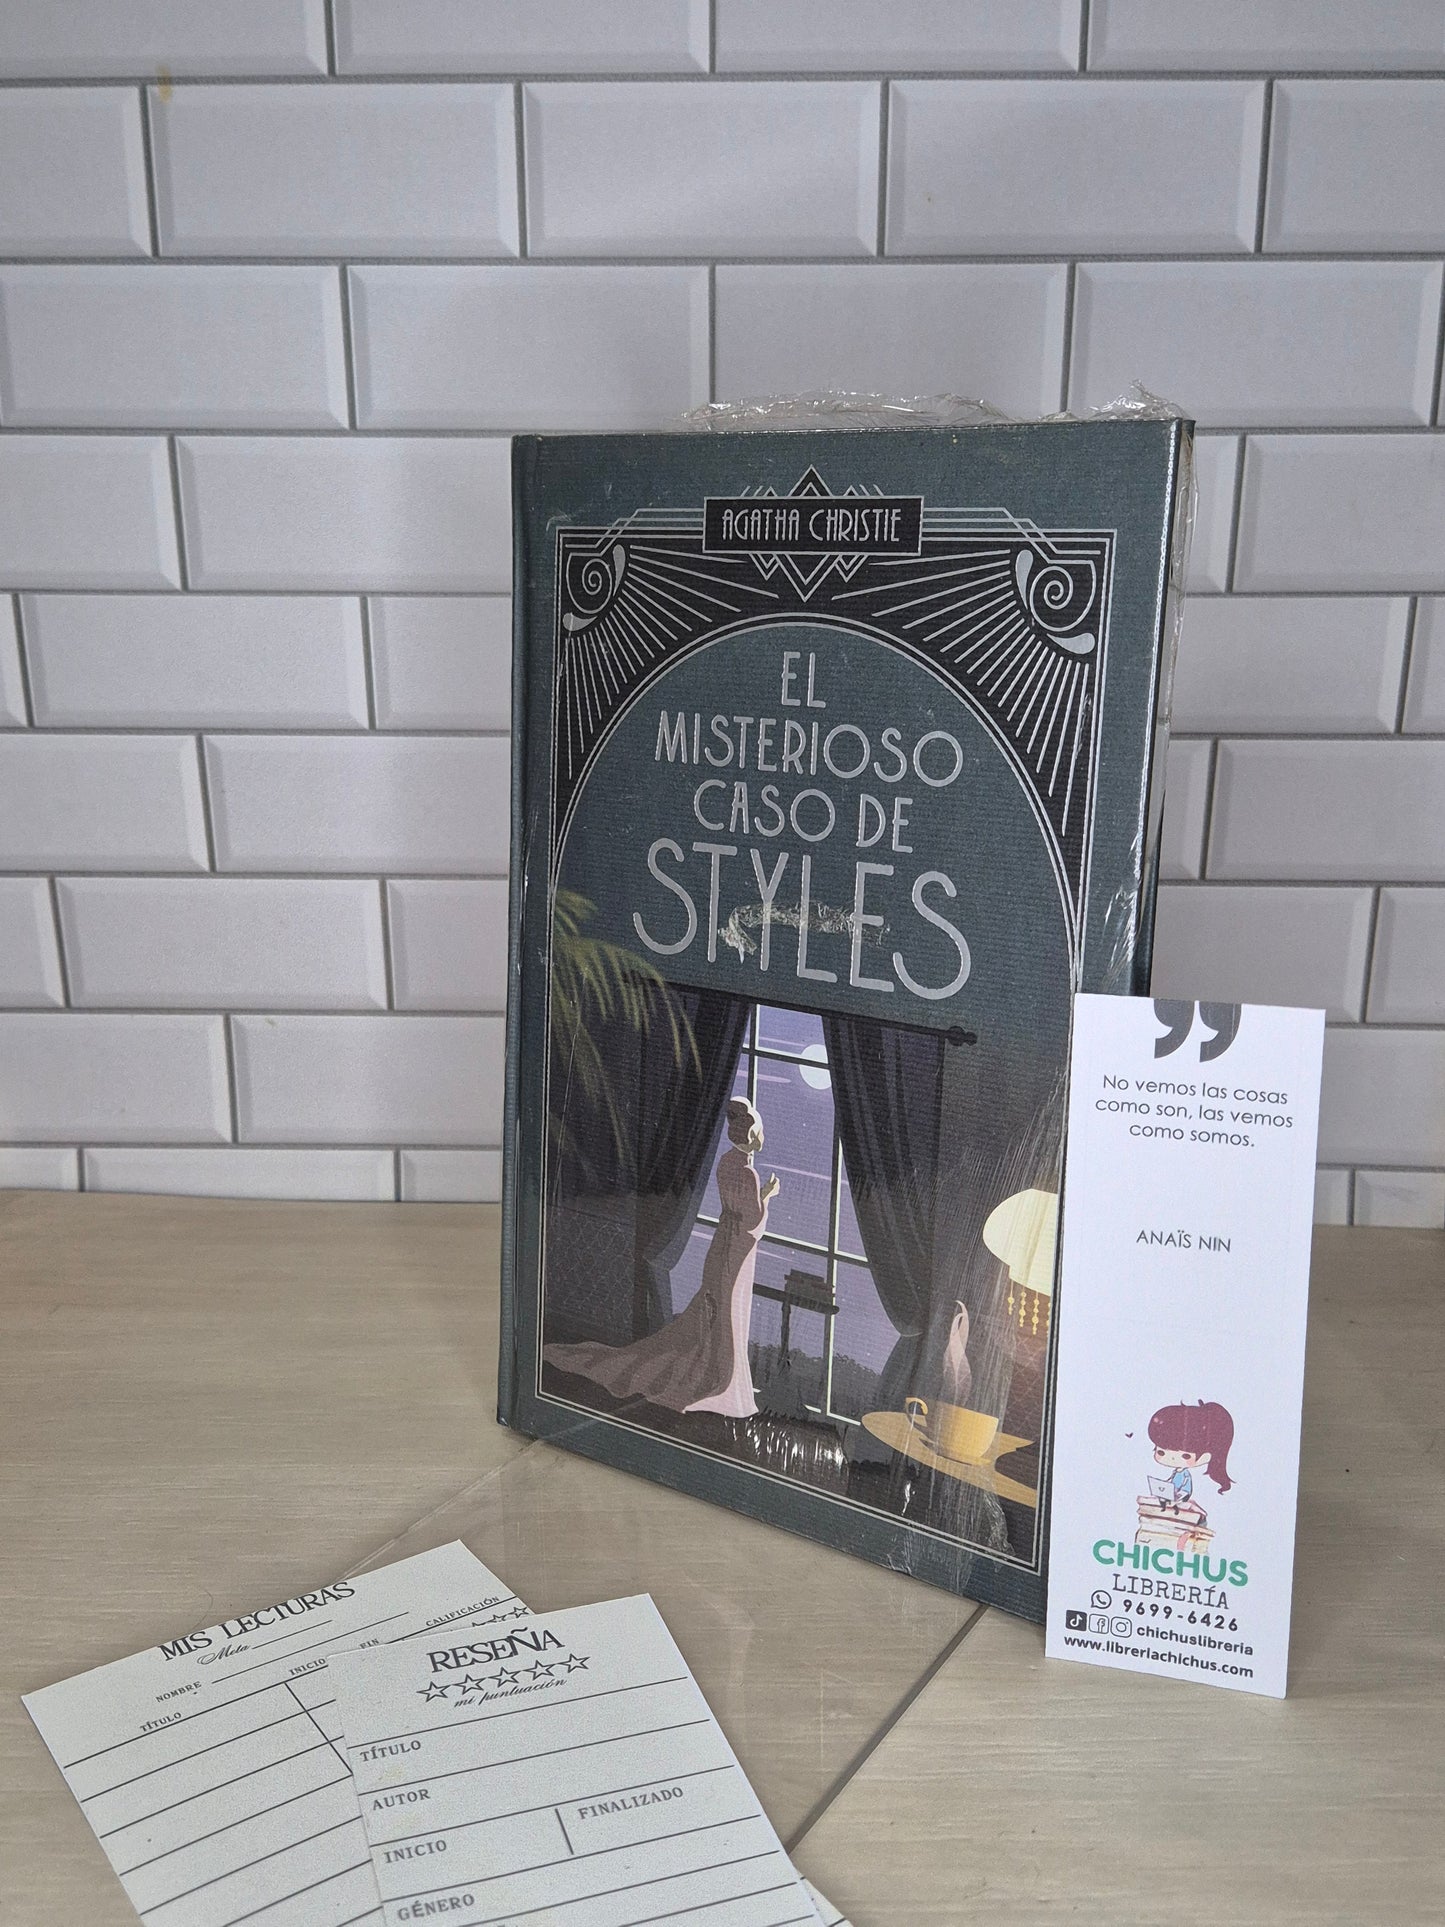 AGATHA CHRISTIE
EL
MISTERIOSO
CASO DE
STYLES
”
No vemos las cosas
como son, las vemos
como somos.
ANAÏS NIN
CHICHUS
LIBRERÍA
9699-6426
chichuslibreria
www.libreriachichus.com
MIS LECTURAS
Meta
NOMBRE
TÍTULO
INICIO
FIN
CALIFICACIÓN
RESEÑA
mi puntuación
TÍTULO
AUTOR
INICIO
FINALIZADO
GÉNERO